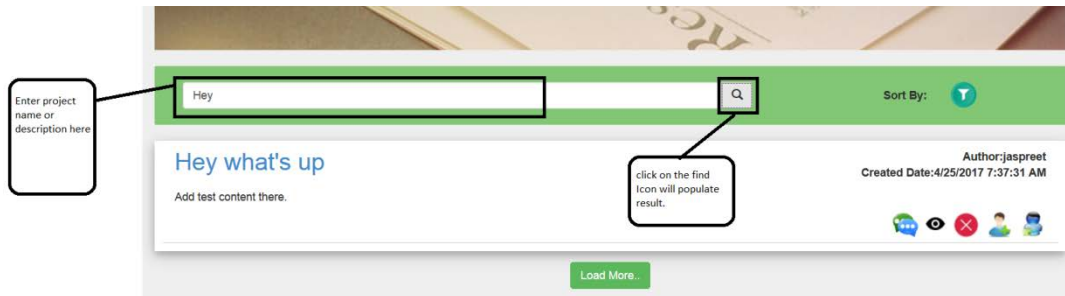 Res
Enter project
name or
description here
Hey
Sort By:
Hey what's up
Add test content there.
click on the find
Icon will populate
result.
Author:jaspreet
Created Date:4/25/2017 7:37:31 AM
Load More..